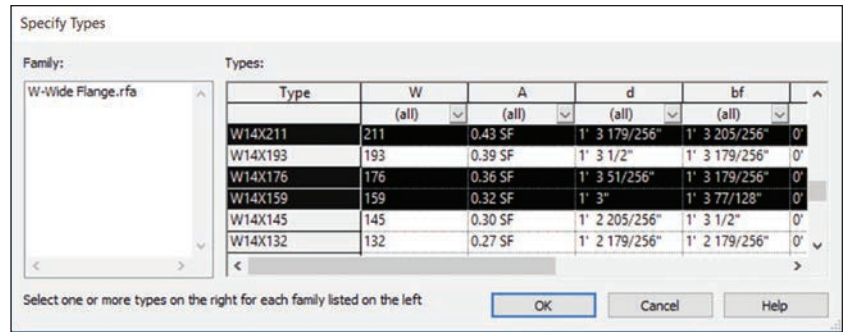 Specify Types
Family: Types:
W-Wide Flange.rfa
Type W A d bf
(all) (all) (all) (all)
W14X211 211 0.43 SF 1' 3 179/256" 1' 3 205/256" 0'
W14X193 193 0.39 SF 1' 3 1/2" 1' 3 179/256" 0'
W14X176 176 0.36 SF 1' 3 51/256" 1' 3 179/256" 0'
W14X159 159 0.32 SF 1' 3" 1' 3 77/128" 0'
W14X145 145 0.30 SF 1' 2 205/256" 1' 3 1/2" 0'
W14X132 132 0.27 SF 1' 2 179/256" 1' 2 179/256" 0'
Select one or more types on the right for each family listed on the left
OK Cancel Help